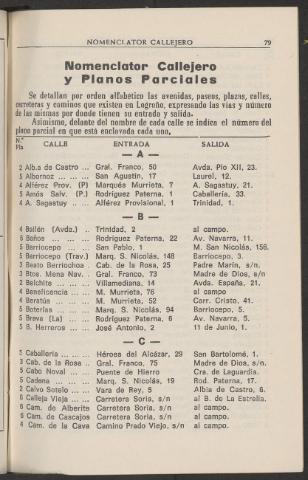 NOMENCLATOR CALLEJERO 79
Nomenclator Callejero
y Planos Parciales
Se detallan por orden alfabético las avenidas, paseos, plazas, calles,
carreteras y caminos que existen en Logroño, expresando las vías y número
de las mismas por donde tienen su entrada y salida.
Asimismo, delante del nombre de cada calle se indica el número del
plano parcial en que está enclavada cada uno.
N.º Pla CALLE ENTRADA SALIDA
— A —
2 Alb.a de Castro ... Gral. Franco, 50 Avda. Pío XII, 23.
5 Albornoz ... ... ... San Agustín, 17 Laurel, 12.
4 Alférez Prov. (P) Marqués Murrieta, 7 A. Sagastuy, 21.
5 Amós Salv. (P.) Rodríguez Paterna, 1 Caballería, 33.
4 A. Sagastuy .. .. Alférez Provisional, 1 Trinidad, 1.
— B —
4 Bailén (Avda.) .. Trinidad, 2 al campo.
6 Baños ... ... ... Rodríguez Paterna, 22 Av. Navarra, 11.
5 Barriocepo ... ... San Pablo, 1 M. San Nicolás, 156.
5 Barriocepo (Trav.) Marq. S. Nicolás, 148 Barriocepo, 3.
3 Beato Berriochoa Cab. de la Rosa, 25 Padre Marín, s/n.
3 Btos. Mena Nav. . Gral. Franco, 73 Madre de Dios, s/n
2 Belchite ... ... ... Villamediana, 14 Avda. España, 21.
4 Beneficencia ... ... M. Murrieta, 76 al campo
4 Beratúa ... ... ... M. Murrieta, 52 Carr. Cristo, 41.
6 Boterías ... ... ... Marq. S. Nicolás, 94 Barriocepo, 5.
6 Breva (La) ... ... Rodríguez Paterna, 6 Av. Navarra, 5.
5 B. Herreros ... ... José Antonio, 2 11 de Junio, 1.
— C —
5 Caballería ... ... ... Héroes del Alcázar, 29 San Bartolomé, 1.
3 Cab. de la Rosa .. Gral. Franco, 75 Madre de Dios, s/n.
5 Cabo Noval ... ... Puente de Hierro Cra. de Laguardia.
5 Cadena ... ... ... Marq. S. Nicolás, 19 Rod. Paterna, 17.
2 Calvo Sotelo ... ... Vara de Rey, 5 Albia de Castro, 6.
6 Calleja Vieja ... ... Carretera Soria, s/n al B. de La Estrella.
6 Cam. de Alberite Carretera Soria, s/n al campo.
6 Cam. de Cascajos Carretera Soria, s/n al campo.
4 Cam. de la Cava Camino Prado Viejo, s/n al campo.